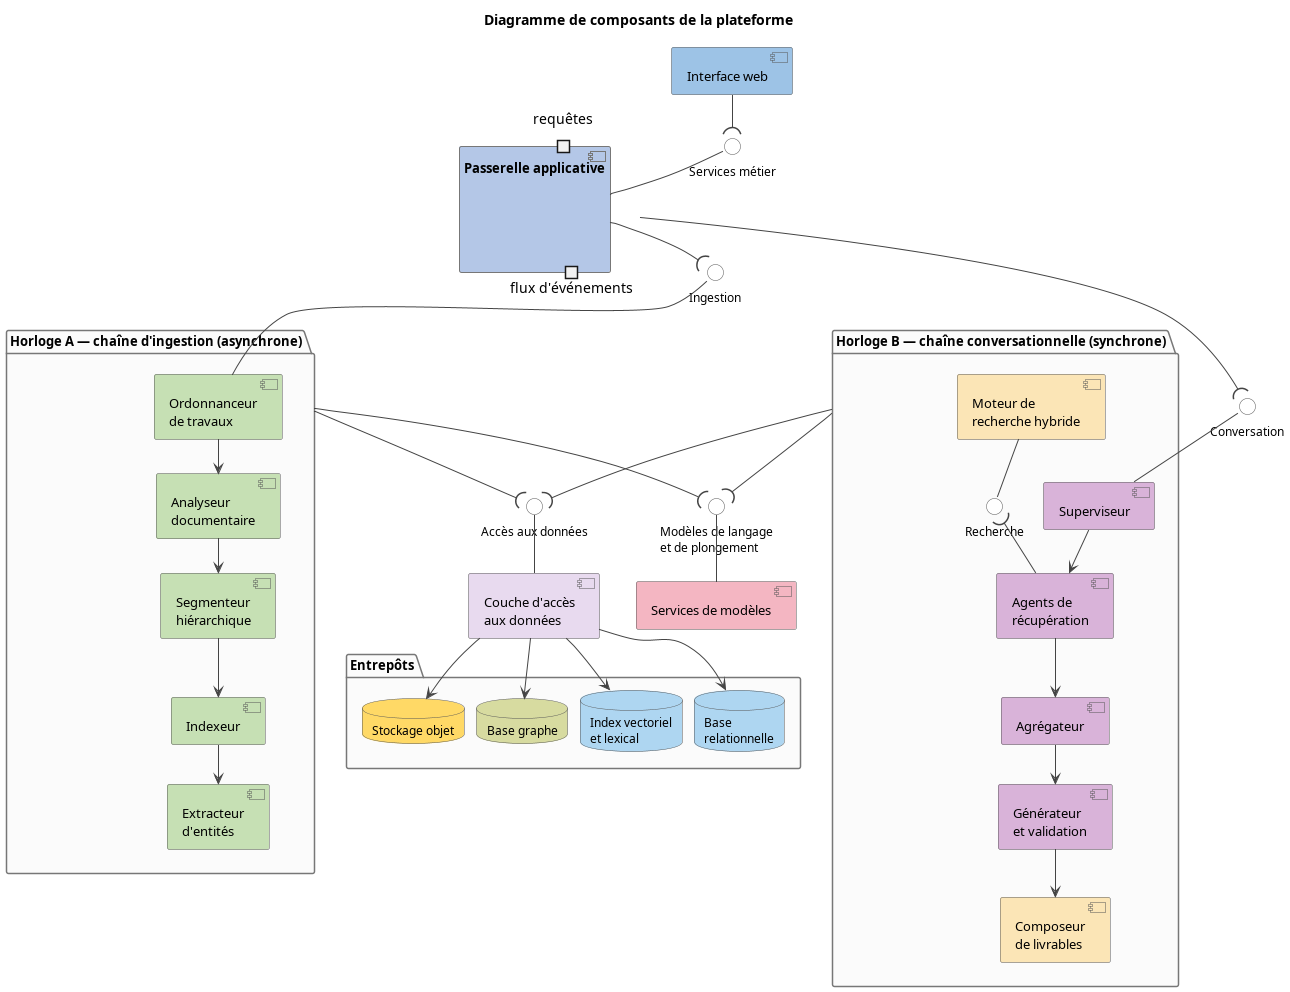 Diagramme de composants de la plateforme
Interface web
requêtes
Passerelle applicative
Services métier
flux d'événements
Ingestion
Horloge A — chaîne d'ingestion (asynchrone)
Horloge B — chaîne conversationnelle (synchrone)
Ordonnanceur
de travaux
Moteur de
recherche hybride
Conversation
Analyseur
documentaire
Superviseur
Accès aux données
Modèles de langage
et de plongement
Recherche
Segmenteur
hiérarchique
Couche d'accès
aux données
Services de modèles
Agents de
récupération
Entrepôts
Stockage objet
Base graphe
Index vectoriel
et lexical
Base
relationnelle
Indexeur
Agrégateur
Extracteur
d'entités
Générateur
et validation
Composeur
de livrables